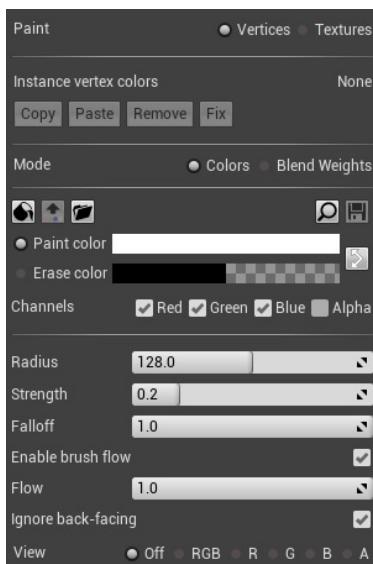 Paint Vertices Textures
Instance vertex colors None
Copy Paste Remove Fix
Mode Colors Blend Weights
Paint color
Erase color
Channels Red Green Blue Alpha
Radius 128.0
Strength 0.2
Falloff 1.0
Enable brush flow
Flow 1.0
Ignore back-facing
View Off RGB R G B A